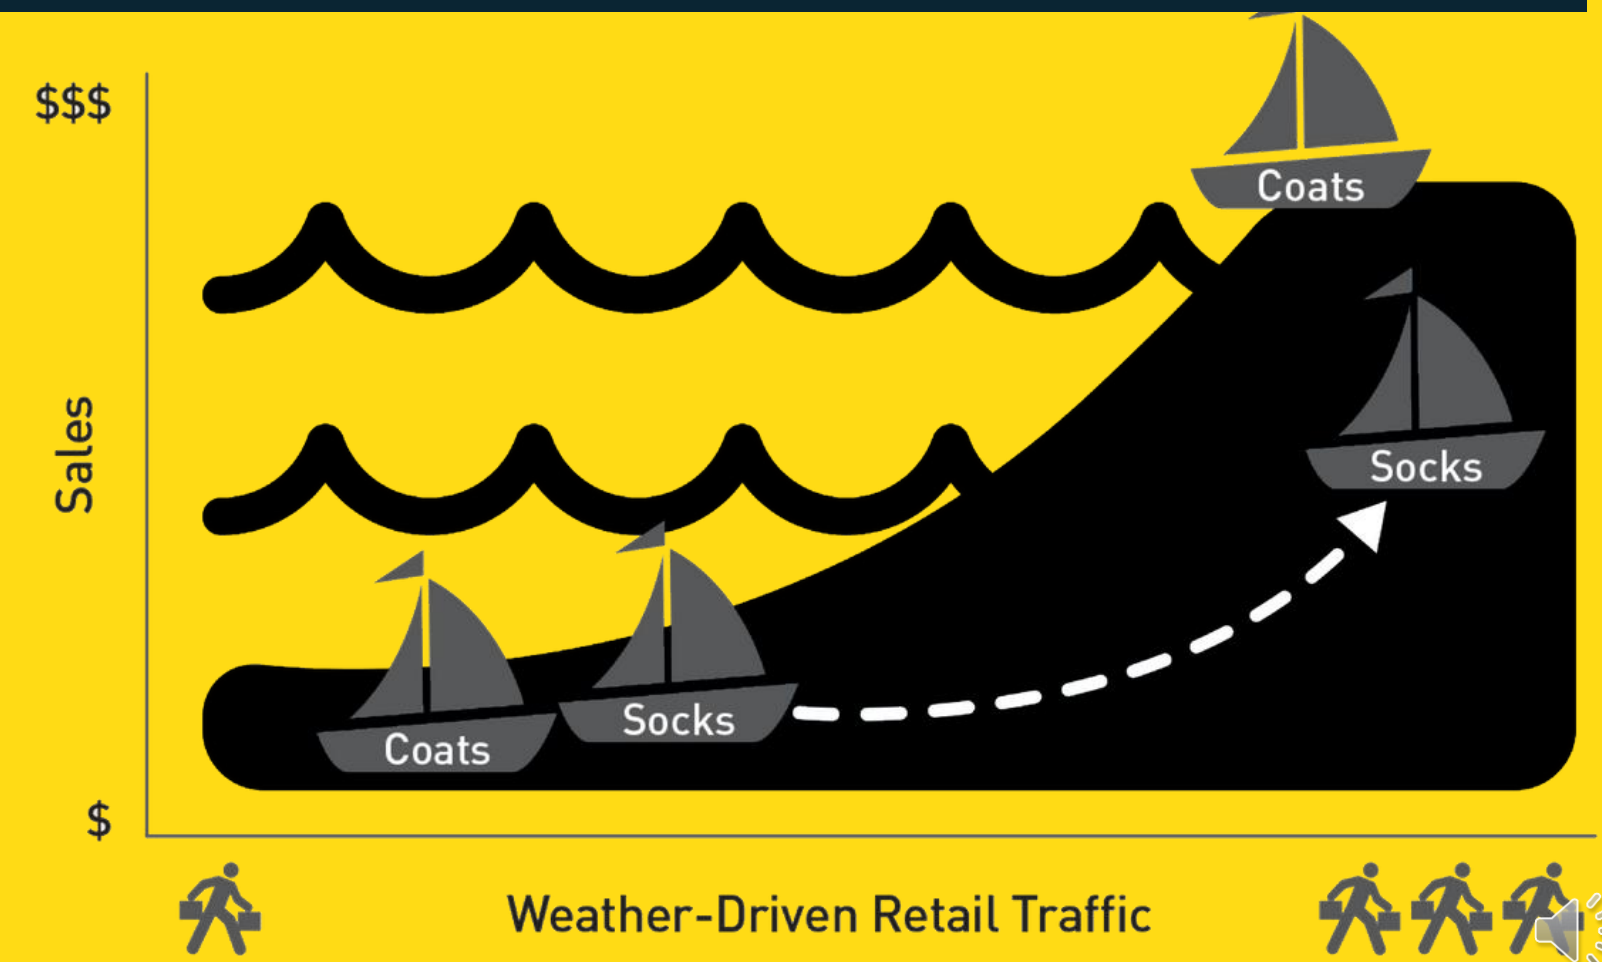 $$$
Coats
Sales
Socks
Coats
Socks
$
Weather-Driven Retail Traffic